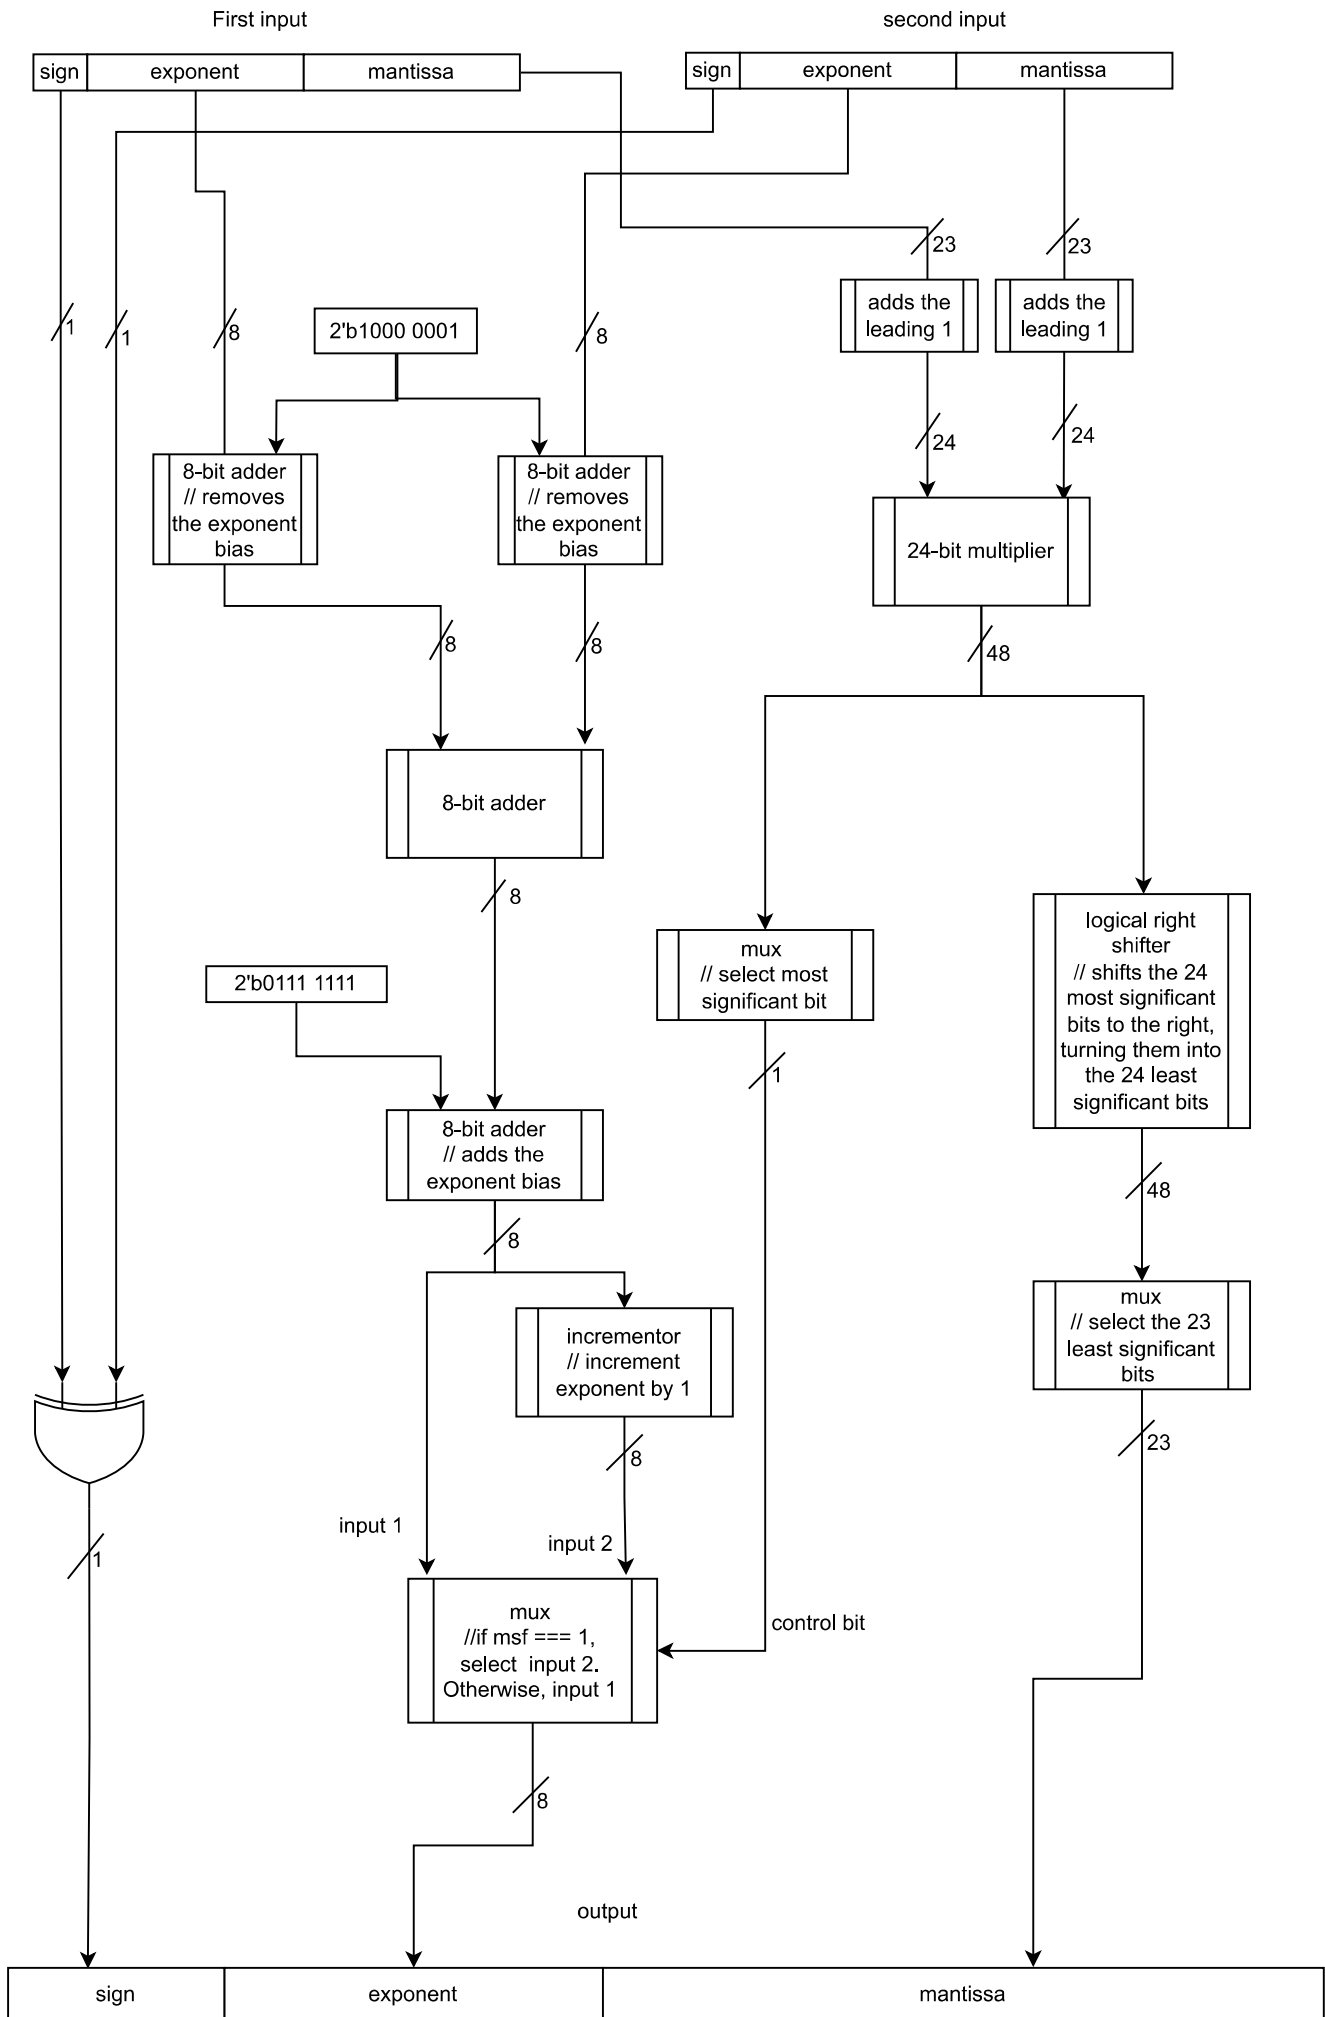 First input
second input
sign
exponent
mantissa
sign
exponent
mantissa
23
23
adds the
leading 1
adds the
leading 1
1
1
8
2'b1000 0001
8
24
24
8-bit adder
// removes
the exponent
bias
8-bit adder
// removes
the exponent
bias
24-bit multiplier
8
8
48
8-bit adder
8
mux
// select most
significant bit
logical right
shifter
// shifts the 24
most significant
bits to the right,
turning them into
the 24 least
significant bits
2'b0111 1111
1
8-bit adder
// adds the
exponent bias
48
8
mux
// select the 23
least significant
bits
incrementor
// increment
exponent by 1
8
23
input 1
input 2
1
mux
//if msf === 1,
select  input 2.
Otherwise, input 1
control bit
8
output
sign
exponent
mantissa